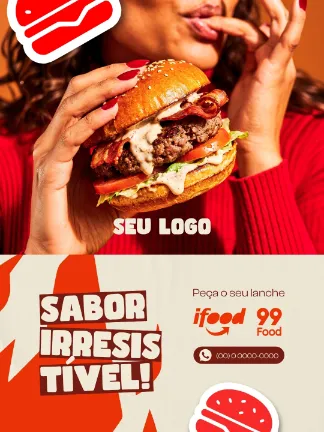 SEU LOGO
SABOR
IRRESIS
TÍVEL!
Peça o seu lanche
ifood
99
Food
(00) 0 0000-0000